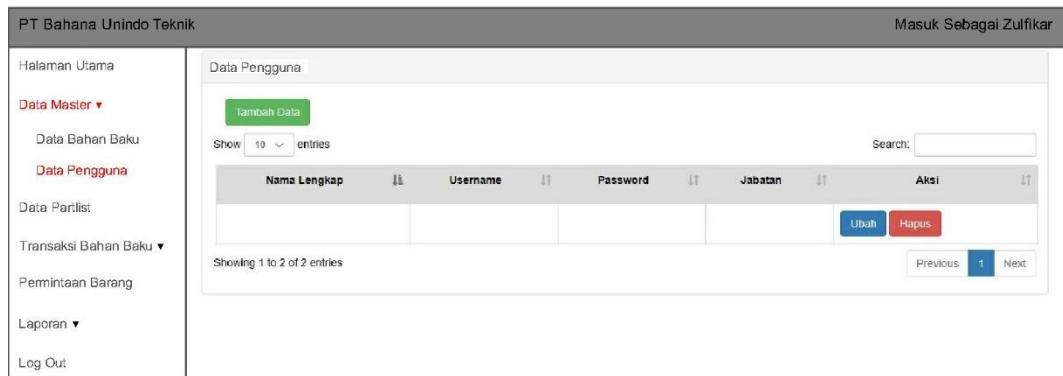 PT Bahana Unindo Teknik
Masuk Sebagai Zulfikar
Halaman Utama
Data Master ▾
Data Bahan Baku
Data Pengguna
Data Partlist
Transaksi Bahan Baku ▾
Permintaan Barang
Laporan ▾
Log Out
Data Pengguna
Tambah Data
Show 10 entries
Search:
Nama Lengkap Username Password Jabatan Aksi
Ubah Hapus
Showing 1 to 2 of 2 entries
Previous 1 Next